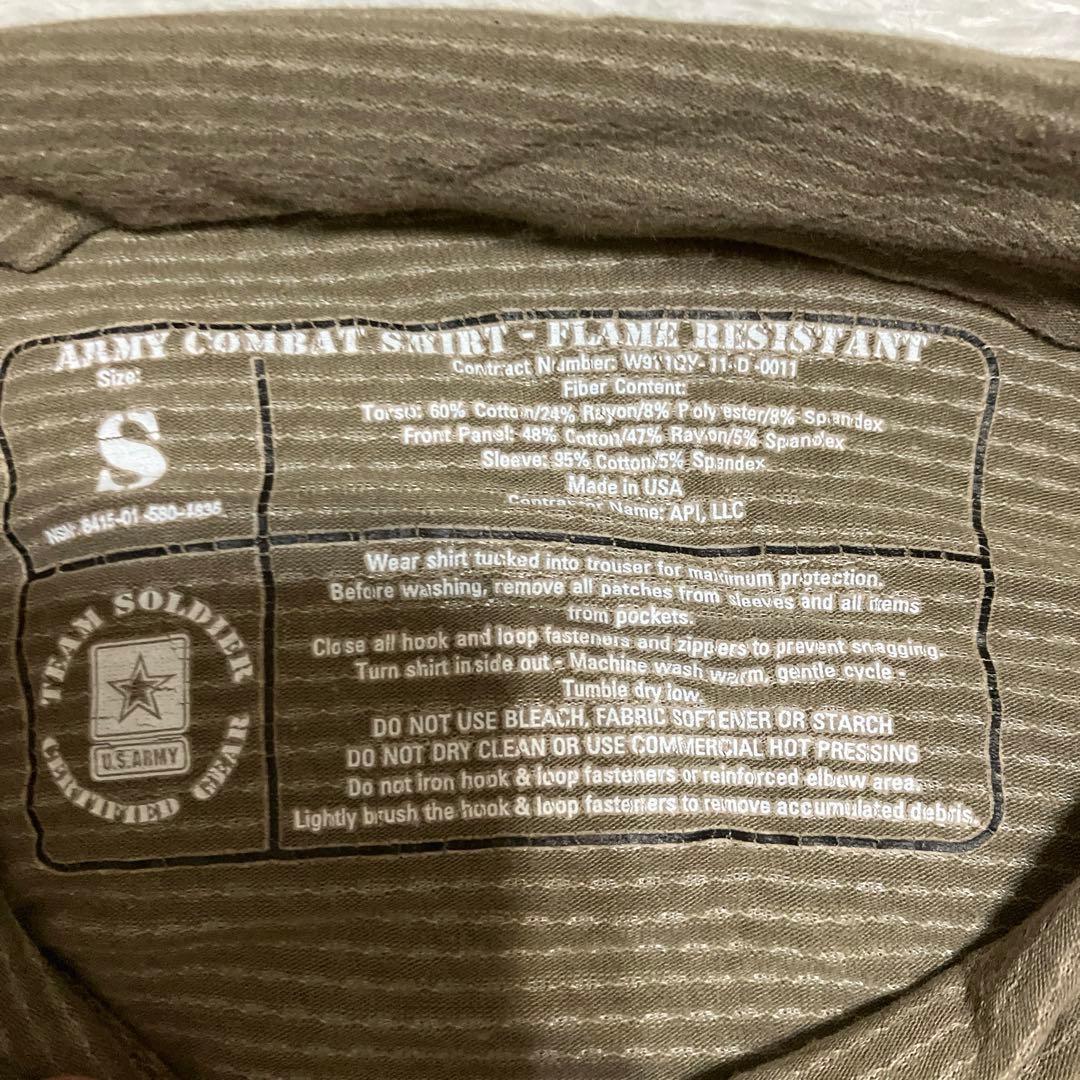 ARMY COMBAT SHIRT - FLAME RESISTANT
Size:
S
NSN: 8415-01-580-4836
Contract Number: W911QY-11-D-0011
Fiber Content:
Torso: 60% Cotton/24% Rayon/8% Polyester/8% Spandex
Front Panel: 48% Cotton/47% Rayon/5% Spandex
Sleeve: 95% Cotton/5% Spandex
Made in USA
Contractor Name: API, LLC
TEAM SOLDIER
U.S.ARMY
CERTIFIED GEAR
Wear shirt tucked into trouser for maximum protection.
Before washing, remove all patches from sleeves and all items
from pockets.
Close all hook and loop fasteners and zippers to prevent snagging.
Turn shirt inside out - Machine wash warm, gentle cycle -
Tumble dry low.
DO NOT USE BLEACH, FABRIC SOFTENER OR STARCH
DO NOT DRY CLEAN OR USE COMMERCIAL HOT PRESSING
Do not iron hook & loop fasteners or reinforced elbow area.
Lightly brush the hook & loop fasteners to remove accumulated debris.